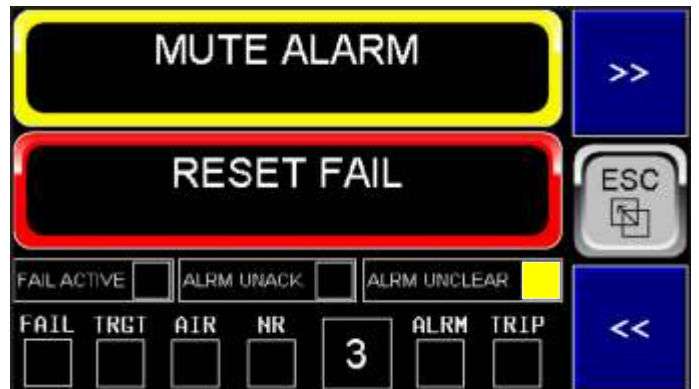 MUTE ALARM
>>
RESET FAIL
ESC
FAIL ACTIVE ALRM UNACK ALRM UNCLEAR
FAIL TRGT AIR NR 3 ALRM TRIP
<<